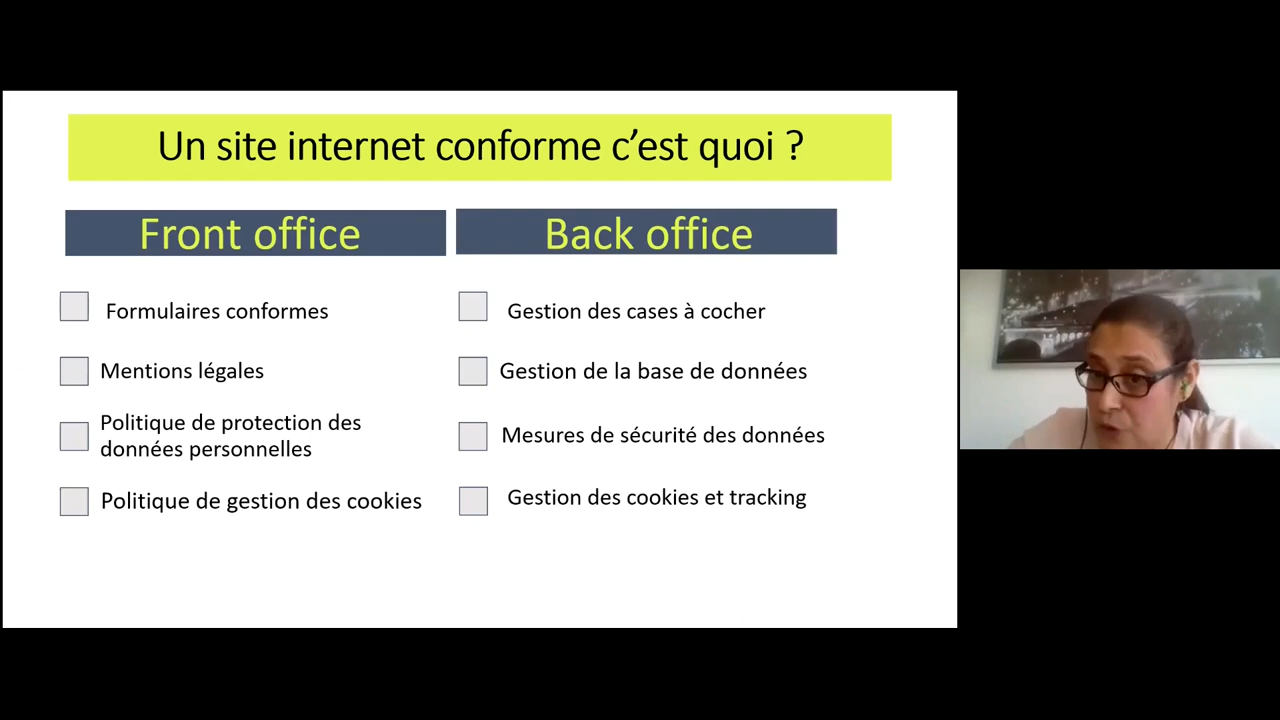 Un site internet conforme c’est quoi ?
Front office
Back office
Formulaires conformes
Mentions légales
Politique de protection des
données personnelles
Politique de gestion des cookies
Gestion des cases à cocher
Gestion de la base de données
Mesures de sécurité des données
Gestion des cookies et tracking